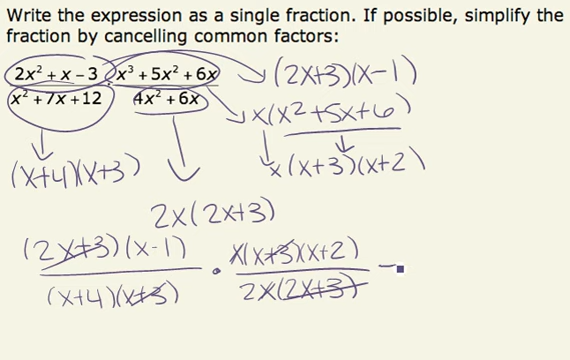 Write the expression as a single fraction. If possible, simplify the
fraction by cancelling common factors:
2x² + x − 3 x³ + 5x² + 6x
x² + 7x + 12 4x² + 6x
(2x+3)(x-1)
x(x²+5x+6)
x(x+3)(x+2)
(x+4)(x+3)
2x(2x+3)
(2x+3)(x-1) · x(x+3)(x+2) =
(x+4)(x+3) 2x(2x+3)